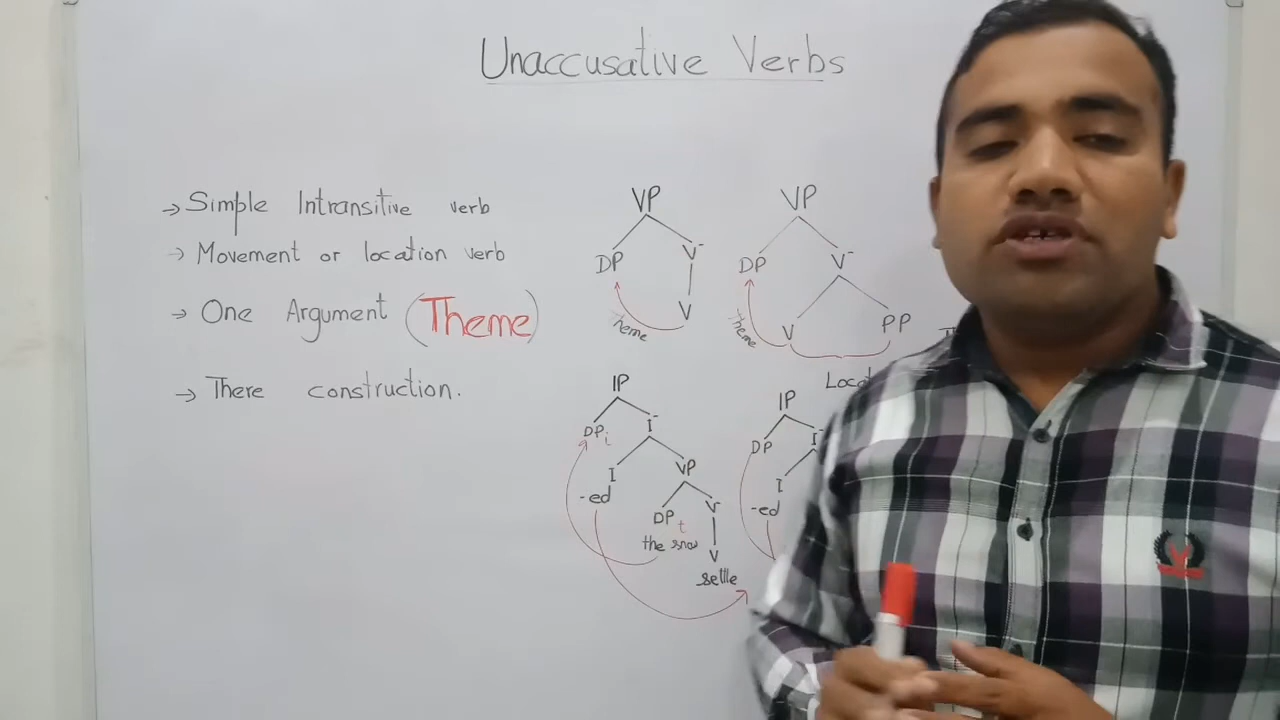 Unaccusative Verbs
→ Simple Intransitive verb
→ Movement or location verb
→ One Argument (Theme)
→ There construction.
VP
DP V-
V
Theme
VP
DP V-
V PP
Theme
IP
DPi I-
I VP
-ed
DP t V-
the snow V
settle
IP
DP I-
I
-ed